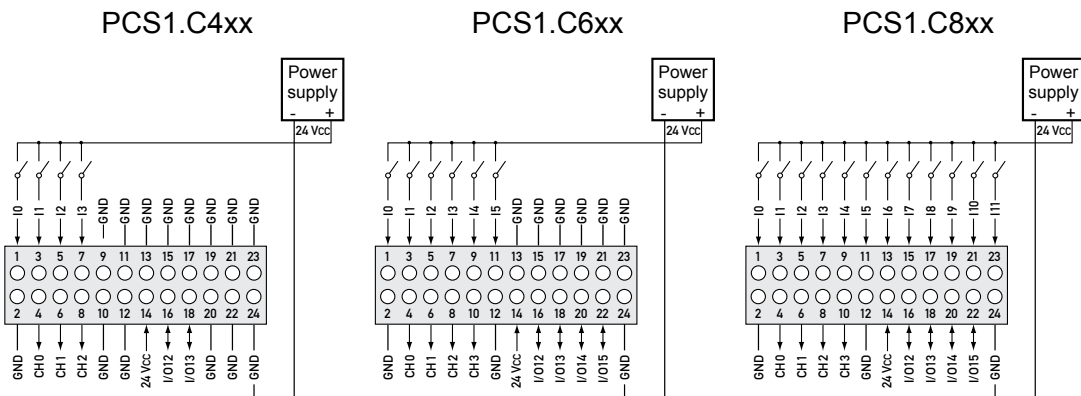 PCS1.C4xx PCS1.C6xx PCS1.C8xx
Power supply
- +
24 Vcc
Power supply
- +
24 Vcc
Power supply
- +
24 Vcc
I0 I1 I2 I3 GND GND GND GND GND GND GND GND
1 3 5 7 9 11 13 15 17 19 21 23
2 4 6 8 10 12 14 16 18 20 22 24
GND CH0 CH1 CH2 GND GND 24 Vcc I/O12 I/O13 GND GND GND
I0 I1 I2 I3 I4 I5 GND GND GND GND GND GND
1 3 5 7 9 11 13 15 17 19 21 23
2 4 6 8 10 12 14 16 18 20 22 24
GND CH0 CH1 CH2 CH3 GND 24 Vcc I/O12 I/O13 I/O14 I/O15 GND
I0 I1 I2 I3 I4 I5 I6 I7 I8 I9 I10 I11
1 3 5 7 9 11 13 15 17 19 21 23
2 4 6 8 10 12 14 16 18 20 22 24
GND CH0 CH1 CH2 CH3 GND 24 Vcc I/O12 I/O13 I/O14 I/O15 GND